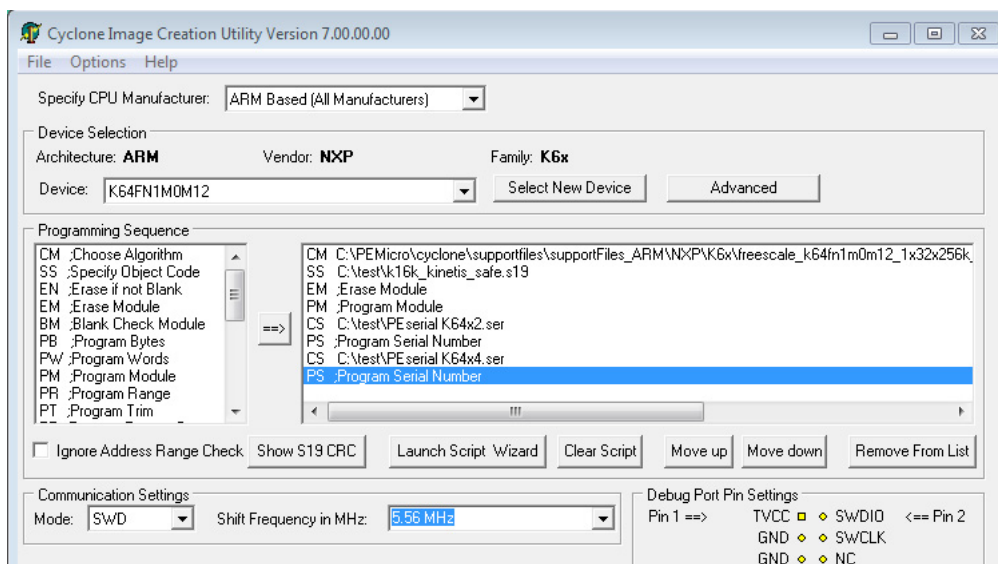 Cyclone Image Creation Utility Version 7.00.00.00
File Options Help
Specify CPU Manufacturer: ARM Based (All Manufacturers)
Device Selection
Architecture: ARM Vendor: NXP Family: K6x
Device: K64FN1M0M12 Select New Device Advanced
Programming Sequence
CM ;Choose Algorithm
SS ;Specify Object Code
EN ;Erase if not Blank
EM ;Erase Module
BM ;Blank Check Module
PB ;Program Bytes
PW ;Program Words
PM ;Program Module
PR ;Program Range
PT ;Program Trim
==>
CM C:\PEMicro\cyclone\supportfiles\supportFiles_ARM\NXP\K6x\freescale_k64fn1m0m12_1x32x256k_
SS C:\test\k16k_kinetis_safe.s19
EM ;Erase Module
PM ;Program Module
CS C:\test\PEserial K64x2.ser
PS ;Program Serial Number
CS C:\test\PEserial K64x4.ser
PS ;Program Serial Number
Ignore Address Range Check Show S19 CRC Launch Script Wizard Clear Script Move up Move down Remove From List
Communication Settings
Mode: SWD Shift Frequency in MHz: 5.56 MHz
Debug Port Pin Settings
Pin 1 ==> TVCC SWDIO <== Pin 2
GND SWCLK
GND NC